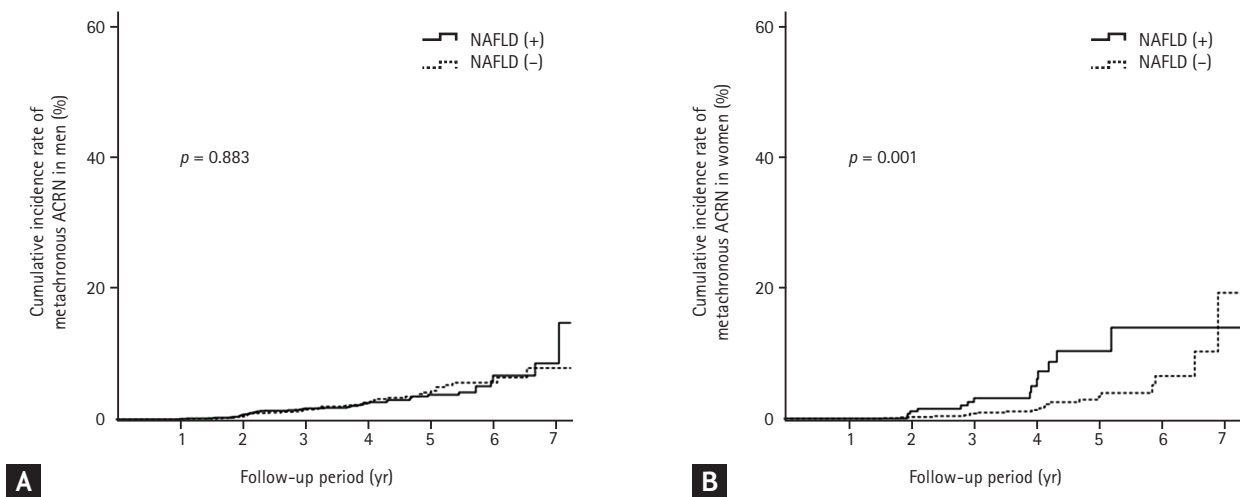 60
40
20
0
Cumulative incidence rate of
metachronous ACRN in men (%)
NAFLD (+)
NAFLD (–)
p = 0.883
1 2 3 4 5 6 7
Follow-up period (yr)
A
60
40
20
0
Cumulative incidence rate of
metachronous ACRN in women (%)
NAFLD (+)
NAFLD (–)
p = 0.001
1 2 3 4 5 6 7
Follow-up period (yr)
B